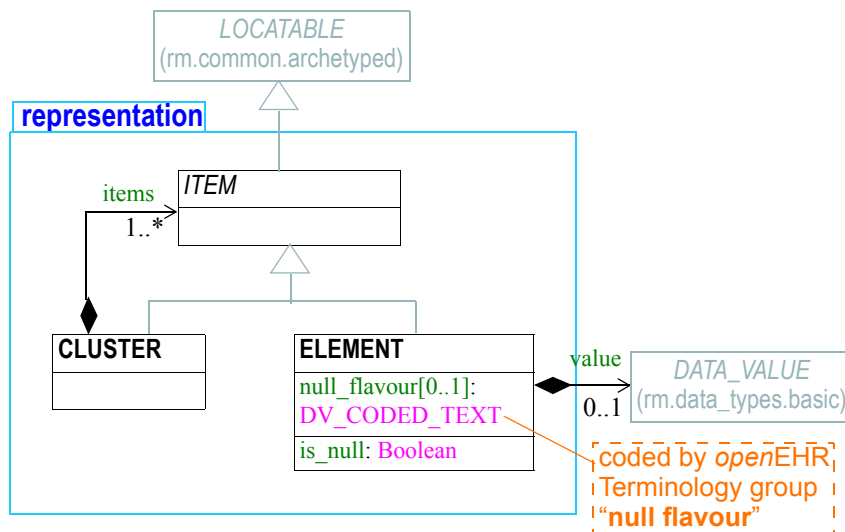 LOCATABLE
(rm.common.archetyped)
representation
ITEM
items
1..*
CLUSTER
ELEMENT
null_flavour[0..1]:
DV_CODED_TEXT
is_null: Boolean
value
0..1
DATA_VALUE
(rm.data_types.basic)
coded by openEHR
Terminology group
“null flavour”